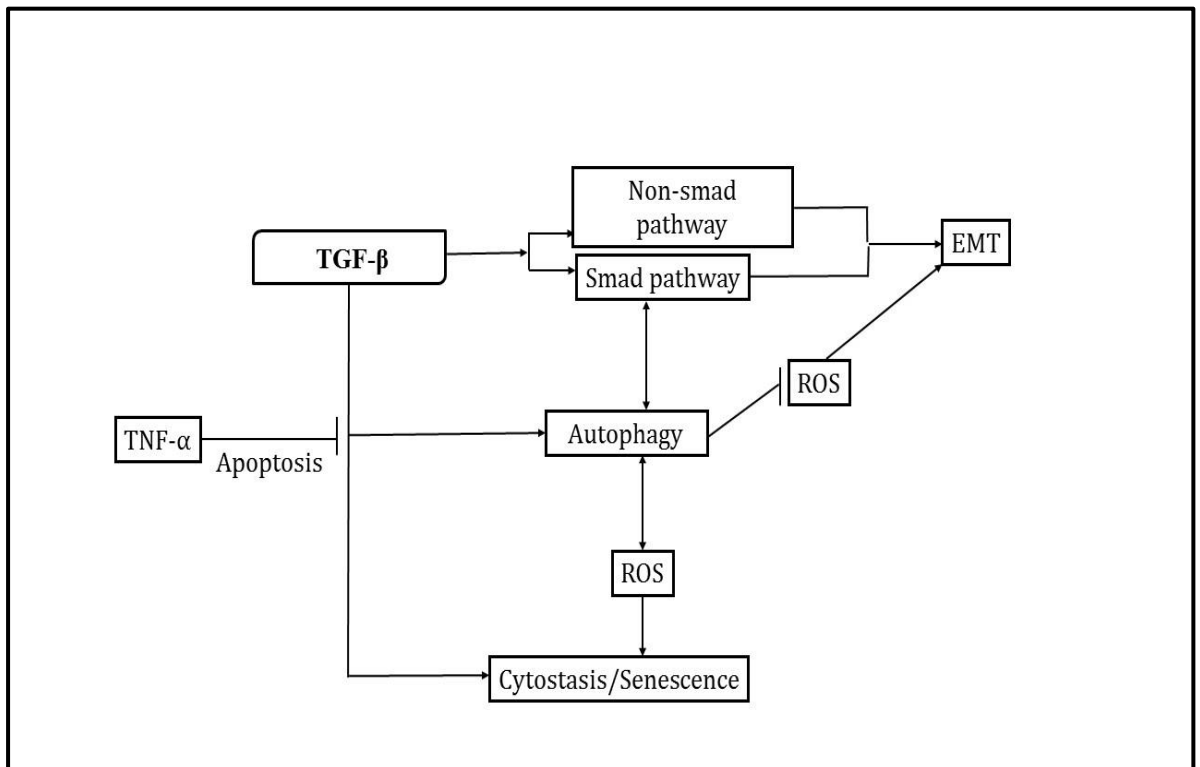 Non-smad
pathway
TGF-β
EMT
Smad pathway
ROS
TNF-α
Autophagy
Apoptosis
ROS
Cytostasis/Senescence